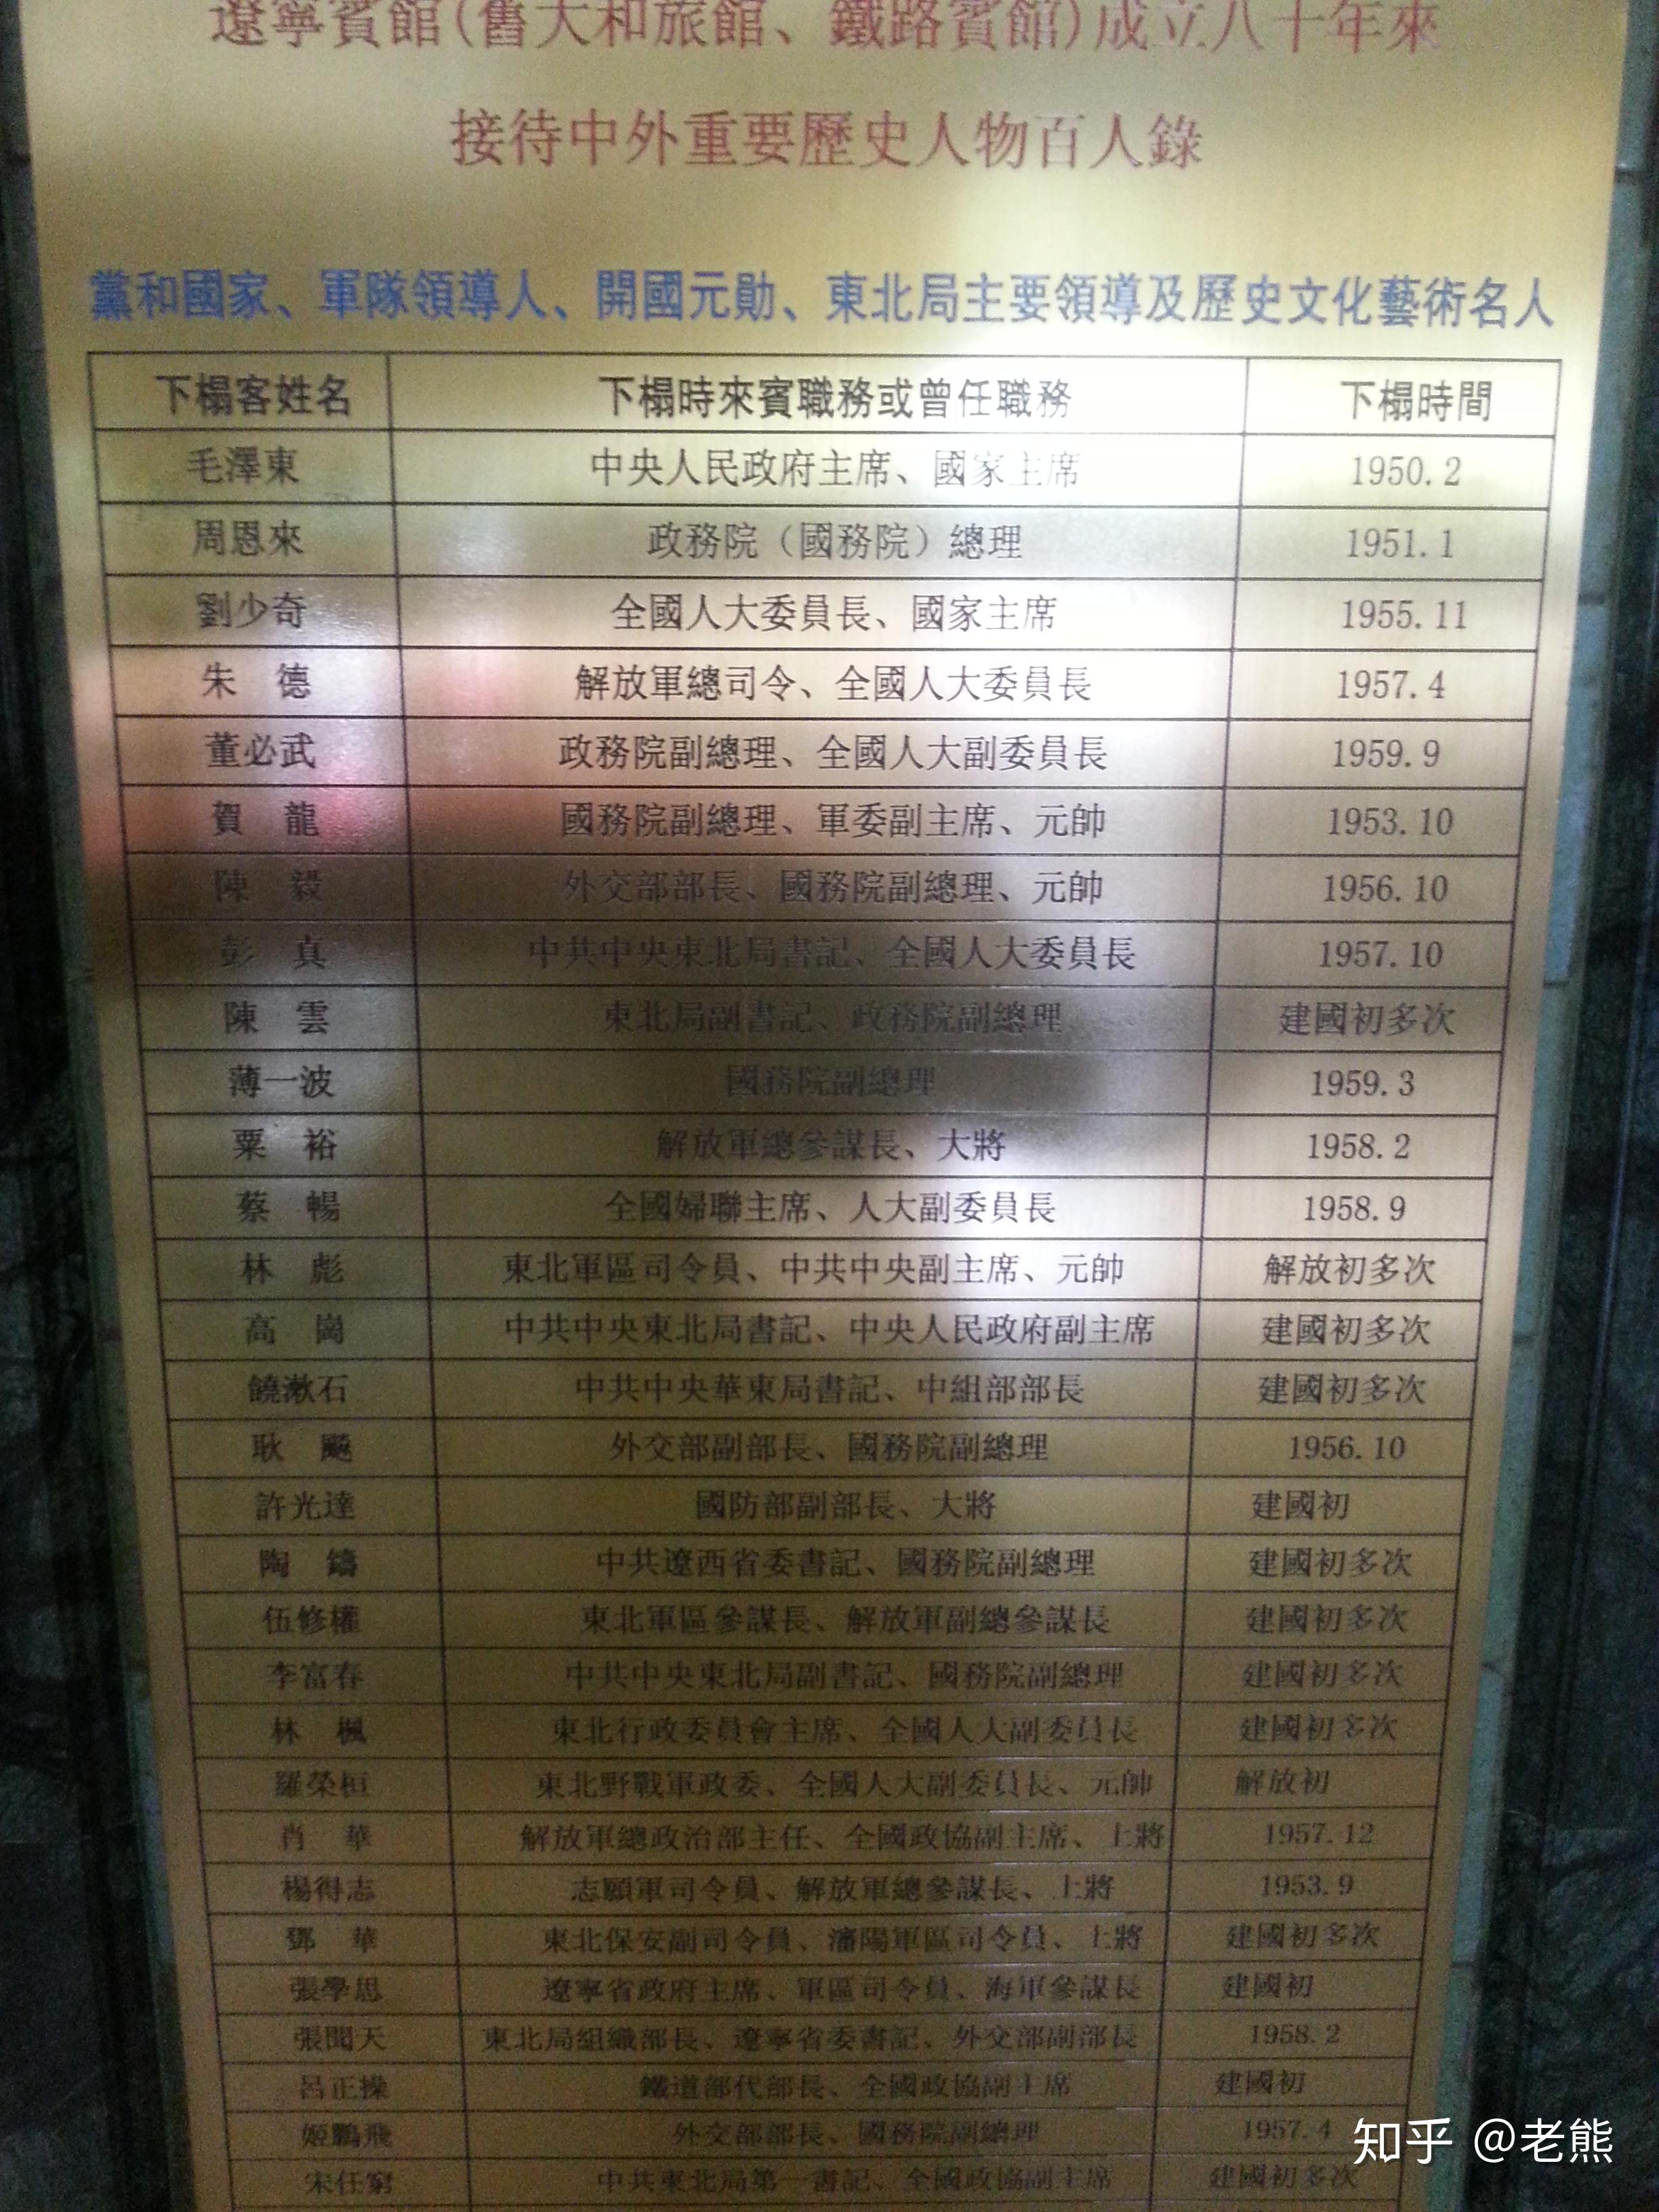 遼寧賓館(舊大和旅館、鐵路賓館)成立八十年來
接待中外重要歷史人物百人錄
黨和國家、軍隊領導人、開國元勛、東北局主要領導及歷史文化藝術名人
下榻客姓名 下榻時來賓職務或曾任職務 下榻時間
毛澤東 中央人民政府主席、國家主席 1950.2
周恩來 政務院（國務院）總理 1951.1
劉少奇 全國人大委員長、國家主席 1955.11
朱 德 解放軍總司令、全國人大委員長 1957.4
董必武 政務院副總理、全國人大副委員長 1959.9
賀 龍 國務院副總理、軍委副主席、元帥 1953.10
陳 毅 外交部部長、國務院副總理、元帥 1956.10
彭 真 中共中央東北局書記、全國人大委員長 1957.10
陳 雲 東北局副書記、政務院副總理 建國初多次
薄一波 國務院副總理 1959.3
粟 裕 解放軍總參謀長、大將 1958.2
蔡 暢 全國婦聯主席、人大副委員長 1958.9
林 彪 東北軍區司令員、中共中央副主席、元帥 解放初多次
高 崗 中共中央東北局書記、中央人民政府副主席 建國初多次
饒漱石 中共中央華東局書記、中組部部長 建國初多次
耿 飈 外交部副部長、國務院副總理 1956.10
許光達 國防部副部長、大將 建國初
陶 鑄 中共遼西省委書記、國務院副總理 建國初多次
伍修權 東北軍區參謀長、解放軍副總參謀長 建國初多次
李富春 中共中央東北局副書記、國務院副總理 建國初多次
林 楓 東北行政委員會主席、全國人大副委員長 建國初多次
羅榮桓 東北野戰軍政委、全國人大副委員長、元帥 解放初
肖 華 解放軍總政治部主任、全國政協副主席、上將 1957.12
楊得志 志願軍司令員、解放軍總參謀長、上將 1953.9
鄧 華 東北保安副司令員、瀋陽軍區司令員、上將 建國初多次
張學思 遼寧省政府主席、軍區司令員、海軍參謀長 建國初
張聞天 東北局組織部長、遼寧省委書記、外交部副部長 1958.2
呂正操 鐵道部代部長、全國政協副主席 建國初
姬鵬飛 外交部部長、國務院副總理 1957.4
宋任窮 中共東北局第一書記、全國政協副主席 建國初多次
知乎 @老熊